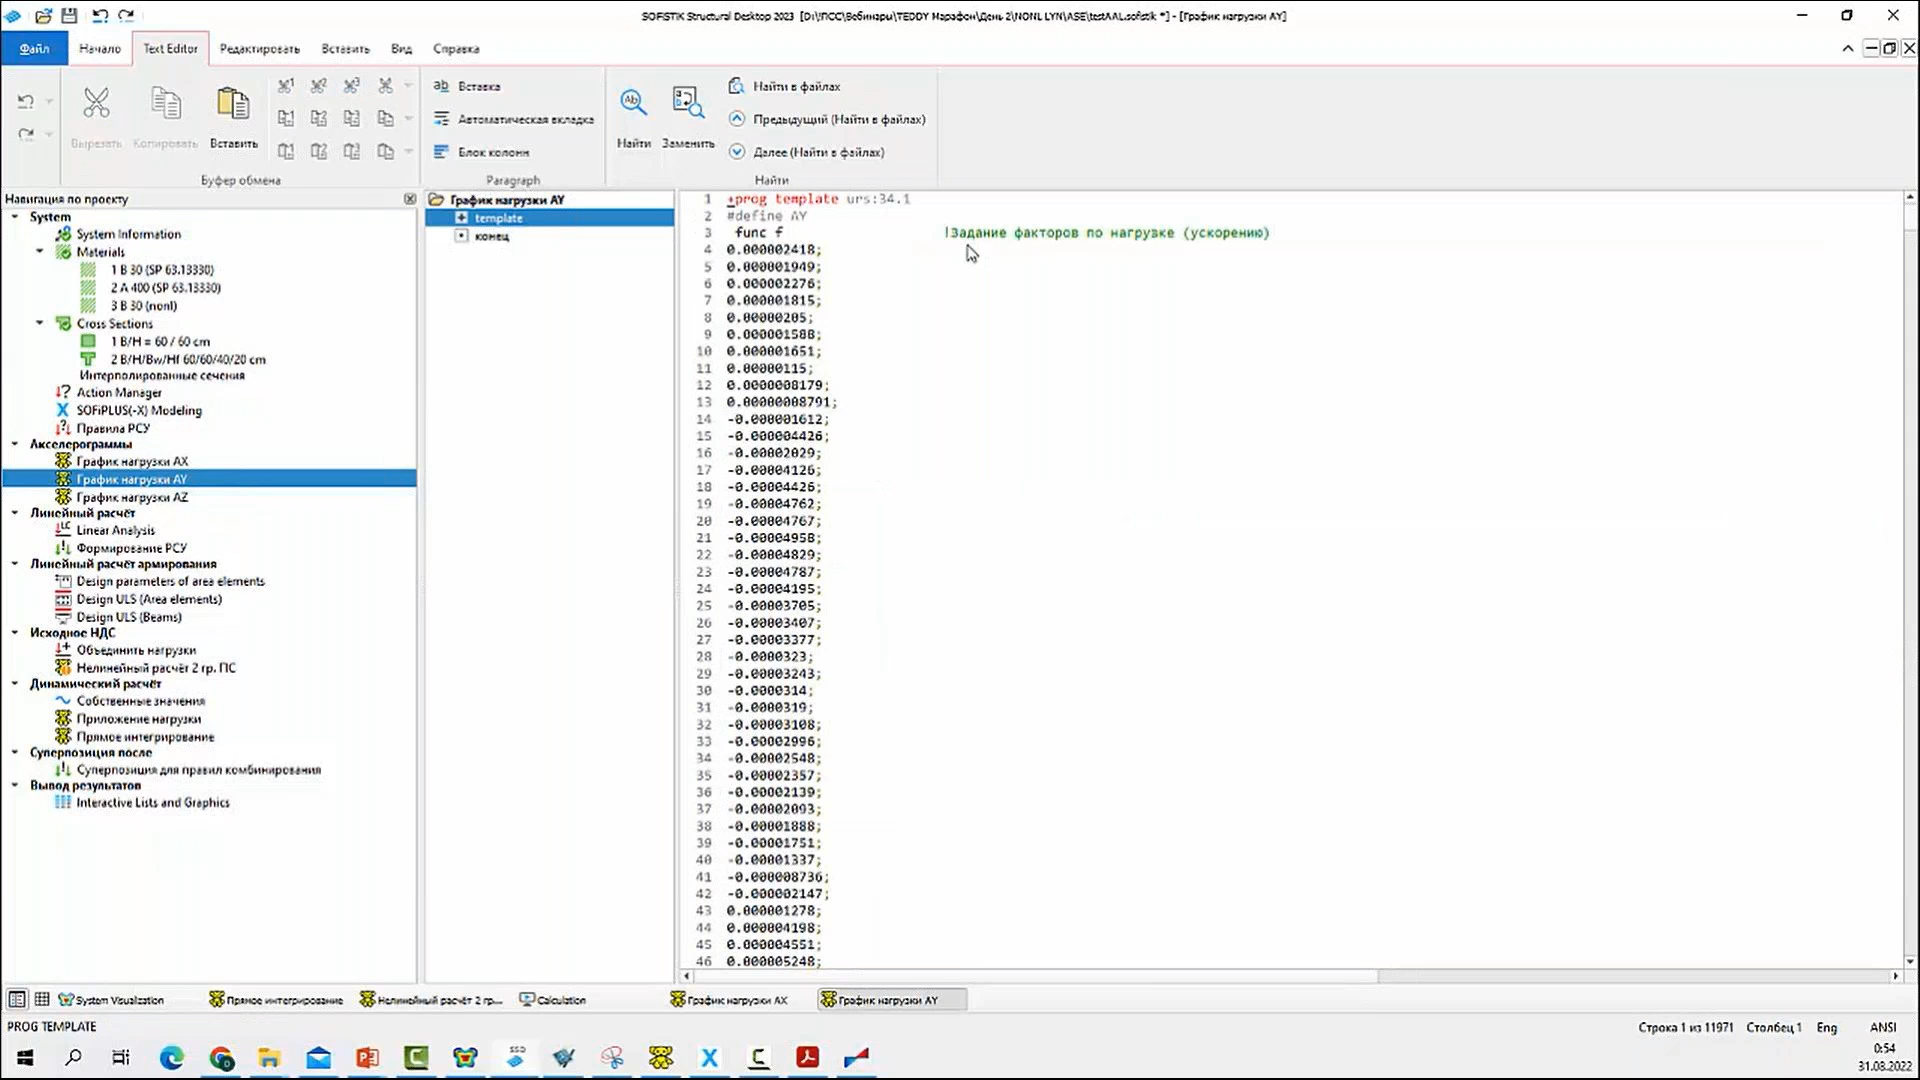 SOFiSTiK Structural Desktop 2023 [D:\ПСС\Вебинары\TEDDY Марафон\День 2\NONL LYN\ASE\testAAL.sofistik *] - [График нагрузки AY]
Файл Начало Text Editor Редактировать Вставить Вид Справка
Вырезать Копировать Вставить
Буфер обмена
ab Вставка
Автоматическая вкладка
Блок колонн
Paragraph
Найти Заменить
Найти в файлах
Предыдущий (Найти в файлах)
Далее (Найти в файлах)
Найти
Навигация по проекту
System
System Information
Materials
1 B 30 (SP 63.13330)
2 A 400 (SP 63.13330)
3 B 30 (nonl)
Cross Sections
1 B/H = 60 / 60 cm
2 B/H/Bw/Hf 60/60/40/20 cm
Интерполированные сечения
Action Manager
SOFiPLUS(-X) Modeling
Правила РСУ
Акселерограммы
График нагрузки AX
График нагрузки AY
График нагрузки AZ
Линейный расчёт
Linear Analysis
Формирование РСУ
Линейный расчёт армирования
Design parameters of area elements
Design ULS (Area elements)
Design ULS (Beams)
Исходное НДС
Объединить нагрузки
Нелинейный расчёт 2 гр. ПС
Динамический расчёт
Собственные значения
Приложение нагрузки
Прямое интегрирование
Суперпозиция после
Суперпозиция для правил комбинирования
Вывод результатов
Interactive Lists and Graphics
График нагрузки AY
template
конец
1 +prog template urs:34.1
2 #define AY
3 func f !Задание факторов по нагрузке (ускорению)
4 0.000002418;
5 0.000001949;
6 0.000002276;
7 0.000001815;
8 0.00000205;
9 0.000001588;
10 0.000001651;
11 0.00000115;
12 0.0000008179;
13 0.00000008791;
14 -0.000001612;
15 -0.000004426;
16 -0.00002029;
17 -0.00004126;
18 -0.00004426;
19 -0.00004762;
20 -0.00004767;
21 -0.00004958;
22 -0.00004829;
23 -0.00004787;
24 -0.00004195;
25 -0.00003705;
26 -0.00003407;
27 -0.00003377;
28 -0.0000323;
29 -0.00003243;
30 -0.0000314;
31 -0.0000319;
32 -0.00003108;
33 -0.00002996;
34 -0.00002548;
35 -0.00002357;
36 -0.00002139;
37 -0.00002093;
38 -0.00001888;
39 -0.00001751;
40 -0.00001337;
41 -0.000008736;
42 -0.000002147;
43 0.000001278;
44 0.000004198;
45 0.000004551;
46 0.000005248;
System Visualization Прямое интегрирование Нелинейный расчёт 2 гр... Calculation График нагрузки AX График нагрузки AY
PROG TEMPLATE Строка 1 из 11971 Столбец 1 Eng ANSI
0:54
31.08.2022